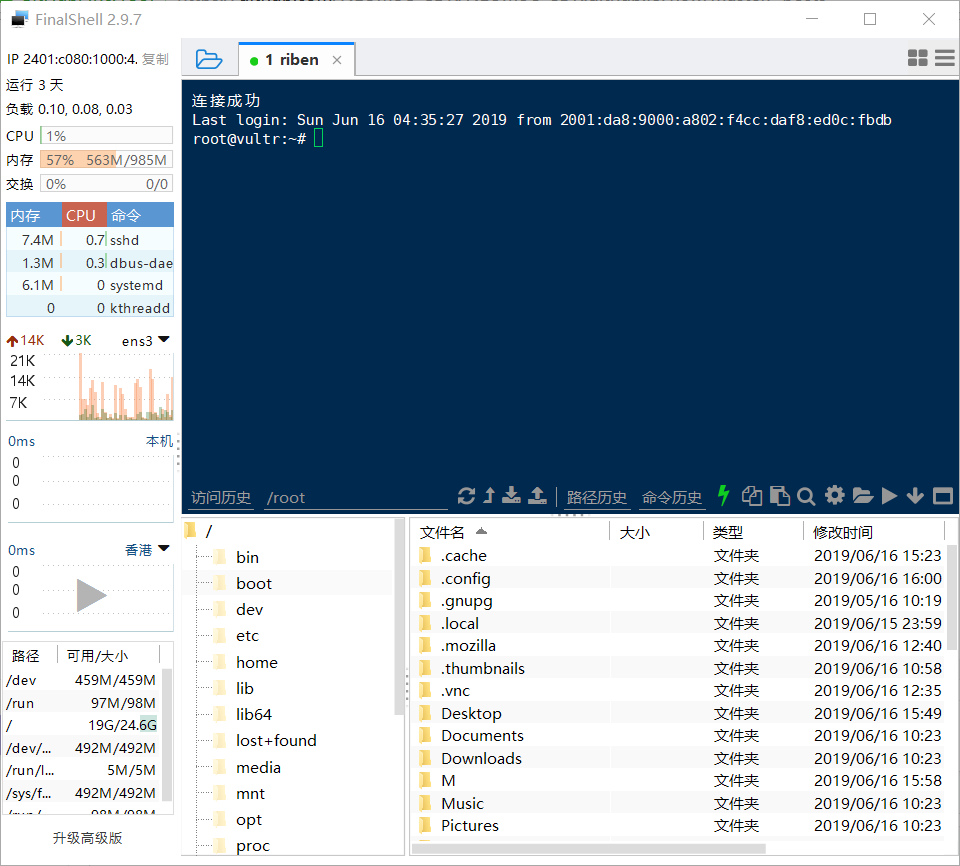 FinalShell 2.9.7
IP 2401:c080:1000:4. 复制
运行 3 天
负载 0.10, 0.08, 0.03
CPU 1%
内存 57% 563M/985M
交换 0% 0/0
内存 CPU 命令
7.4M 0.7 sshd
1.3M 0.3 dbus-dae
6.1M 0 systemd
0 0 kthreadd
14K 3K ens3
21K
14K
7K
0ms 本机
0
0
0
0ms 香港
0
0
0
路径 可用/大小
/dev 459M/459M
/run 97M/98M
/ 19G/24.6G
/dev/... 492M/492M
/run/l... 5M/5M
/sys/f... 492M/492M
升级高级版
1 riben
连接成功
Last login: Sun Jun 16 04:35:27 2019 from 2001:da8:9000:a802:f4cc:daf8:ed0c:fbdb
root@vultr:~#
访问历史 /root 路径历史 命令历史
/
bin
boot
dev
etc
home
lib
lib64
lost+found
media
mnt
opt
proc
文件名 大小 类型 修改时间
.cache 文件夹 2019/06/16 15:23
.config 文件夹 2019/06/16 16:00
.gnupg 文件夹 2019/05/16 10:19
.local 文件夹 2019/06/15 23:59
.mozilla 文件夹 2019/06/16 12:40
.thumbnails 文件夹 2019/06/16 10:58
.vnc 文件夹 2019/06/16 12:35
Desktop 文件夹 2019/06/16 15:49
Documents 文件夹 2019/06/16 10:23
Downloads 文件夹 2019/06/16 10:23
M 文件夹 2019/06/16 15:58
Music 文件夹 2019/06/16 10:23
Pictures 文件夹 2019/06/16 10:23